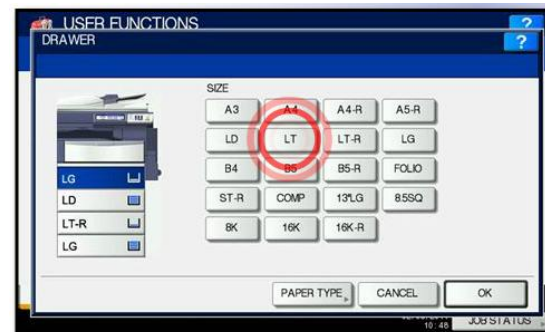 USER FUNCTIONS ?
DRAWER ?
SIZE
A3 A4 A4-R A5-R
LD LT LT-R LG
B4 B5 B5-R FOLIO
ST-R COMP 13"LG 8.5SQ
8K 16K 16K-R
LG
LD
LT-R
LG
PAPER TYPE CANCEL OK
10:48 JOB STATUS